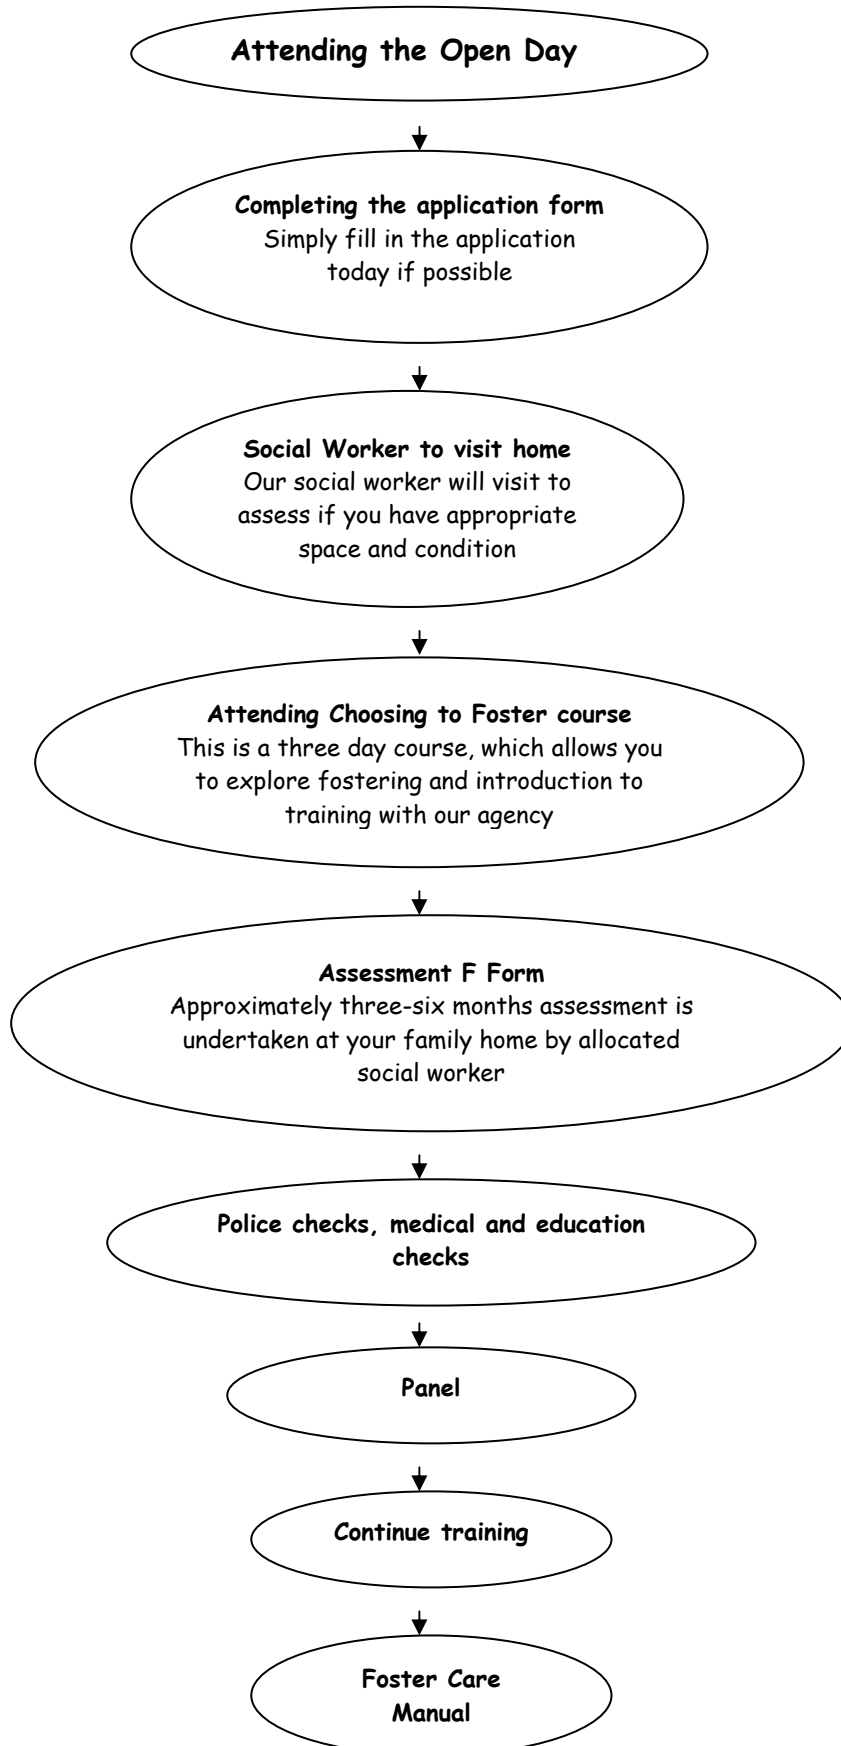 Attending the Open Day
Completing the application form
Simply fill in the application
today if possible
Social Worker to visit home
Our social worker will visit to
assess if you have appropriate
space and condition
Attending Choosing to Foster course
This is a three day course, which allows you
to explore fostering and introduction to
training with our agency
Assessment F Form
Approximately three-six months assessment is
undertaken at your family home by allocated
social worker
Police checks, medical and education
checks
Panel
Continue training
Foster Care
Manual